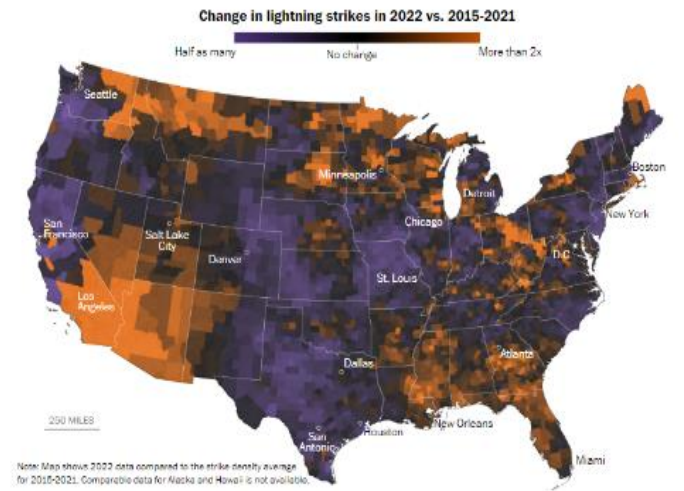 Change in lightning strikes in 2022 vs. 2015-2021
Half as many
No change
More than 2x
Seattle
Minneapolis
Boston
Detroit
New York
San
Francisco
Salt Lake
City
Chicago
Denver
D.C
St. Louis
Los
Angeles
Atlanta
Dallas
250 MILES
New Orleans
San
Antonio
Houston
Miami
Note: Map shows 2022 data compared to the strike density average
for 2015-2021. Comparable data for Alaska and Hawaii is not available.